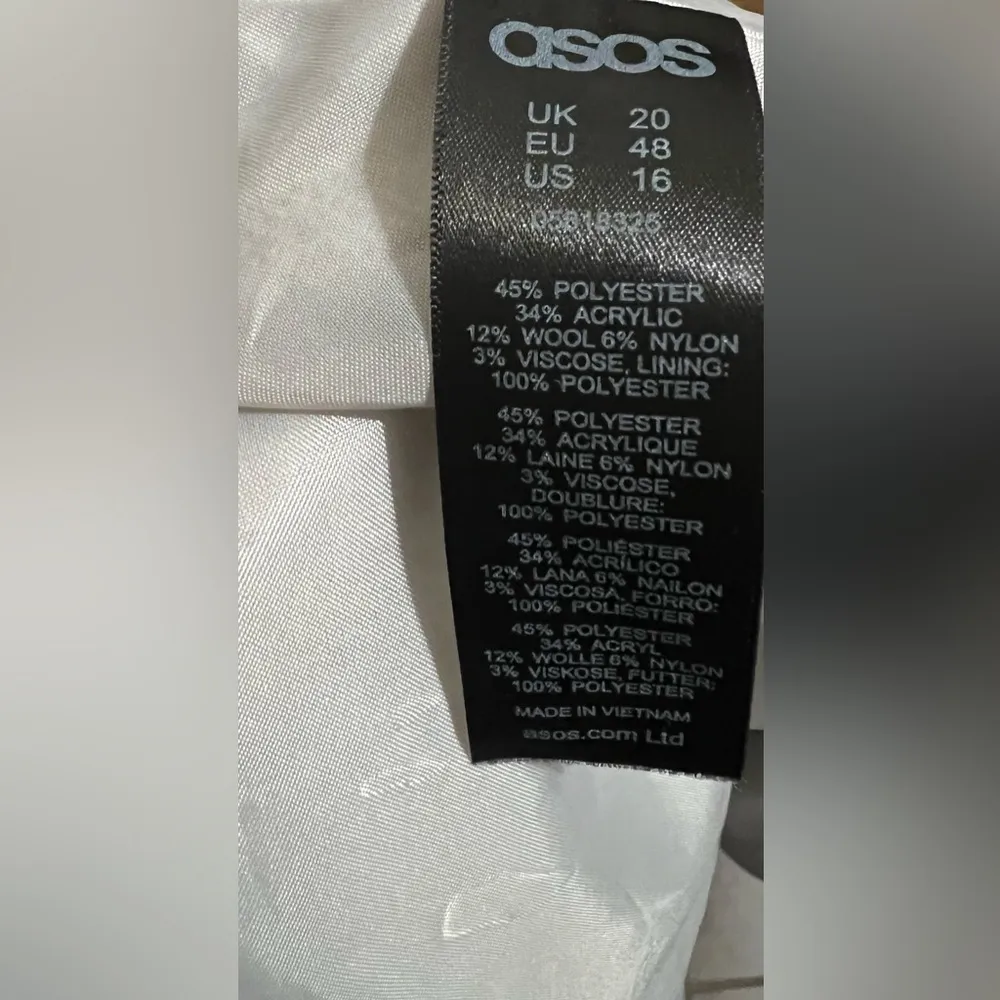 asos
UK 20
EU 48
US 16
45% POLYESTER
34% ACRYLIC
12% WOOL 6% NYLON
3% VISCOSE, LINING:
100% POLYESTER
45% POLYESTER
34% ACRYLIQUE
12% LAINE 6% NYLON
3% VISCOSE,
DOUBLURE:
100% POLYESTER
45% POLIÉSTER
34% ACRÍLICO
12% LANA 6% NAILON
3% VISCOSA, FORRO:
100% POLIÉSTER
45% POLYESTER
34% ACRYL
12% WOLLE 6% NYLON
3% VISKOSE, FUTTER:
100% POLYESTER
MADE IN VIETNAM
asos.com Ltd